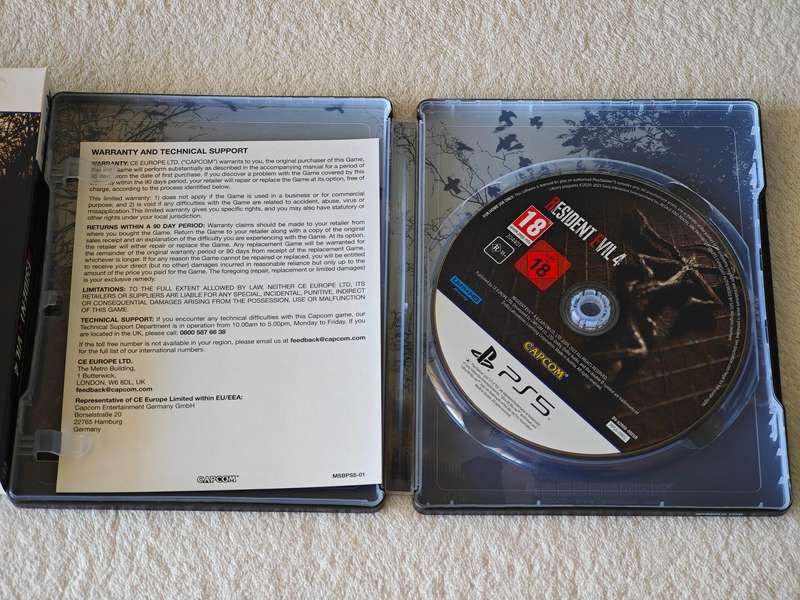 WARRANTY AND TECHNICAL SUPPORT
WARRANTY: CE EUROPE LTD. ("CAPCOM") warrants to you, the original purchaser of this Game,
that this Game will perform substantially as described in the accompanying manual for a period of
90 days from the date of first purchase. If you discover a problem with the Game covered by this
warranty within the 90 days period, your retailer will repair or replace the Game at its option, free of
charge, according to the process identified below.
This limited warranty: 1) does not apply if the Game is used in a business or for commercial
purpose; and 2) is void if any difficulties with the Game are related to accident, abuse, virus or
misapplication. This limited warranty gives you specific rights, and you may also have statutory or
other rights under your local jurisdiction.
RETURNS WITHIN A 90 DAY PERIOD: Warranty claims should be made to your retailer from
where you bought the Game. Return the Game to your retailer along with a copy of the original
sales receipt and an explanation of the difficulty you are experiencing with the Game. At its option,
the retailer will either repair or replace the Game. Any replacement Game will be warranted for
the remainder of the original warranty period or 90 days from receipt of the replacement Game,
whichever is longer. If for any reason the Game cannot be repaired or replaced, you will be entitled
to receive your direct (but no other) damages incurred in reasonable reliance but only up to the
amount of the price you paid for the Game. The foregoing (repair, replacement or limited damages)
is your exclusive remedy.
LIMITATIONS: TO THE FULL EXTENT ALLOWED BY LAW, NEITHER CE EUROPE LTD, ITS
RETAILERS OR SUPPLIERS ARE LIABLE FOR ANY SPECIAL, INCIDENTAL, PUNITIVE, INDIRECT
OR CONSEQUENTIAL DAMAGES ARISING FROM THE POSSESSION, USE OR MALFUNCTION
OF THIS GAME.
TECHNICAL SUPPORT: If you encounter any technical difficulties with this Capcom game, our
Technical Support Department is in operation from 10.00am to 5.00pm, Monday to Friday. If you
are located in the UK, please call: 0800 587 66 38
If the toll free number is not available in your region, please email us at feedback@capcom.com
for the full list of our international numbers.
CE EUROPE LTD.
The Metro Building,
1 Butterwick,
LONDON, W6 8DL, UK
feedback@capcom.com
Representative of CE Europe Limited within EU/EEA:
Capcom Entertainment Germany GmbH
Borselstraße 20
22765 Hamburg
Germany
CAPCOM
MSBPS5-01
RESIDENT EVIL 4
18
18
CAPCOM
PS5